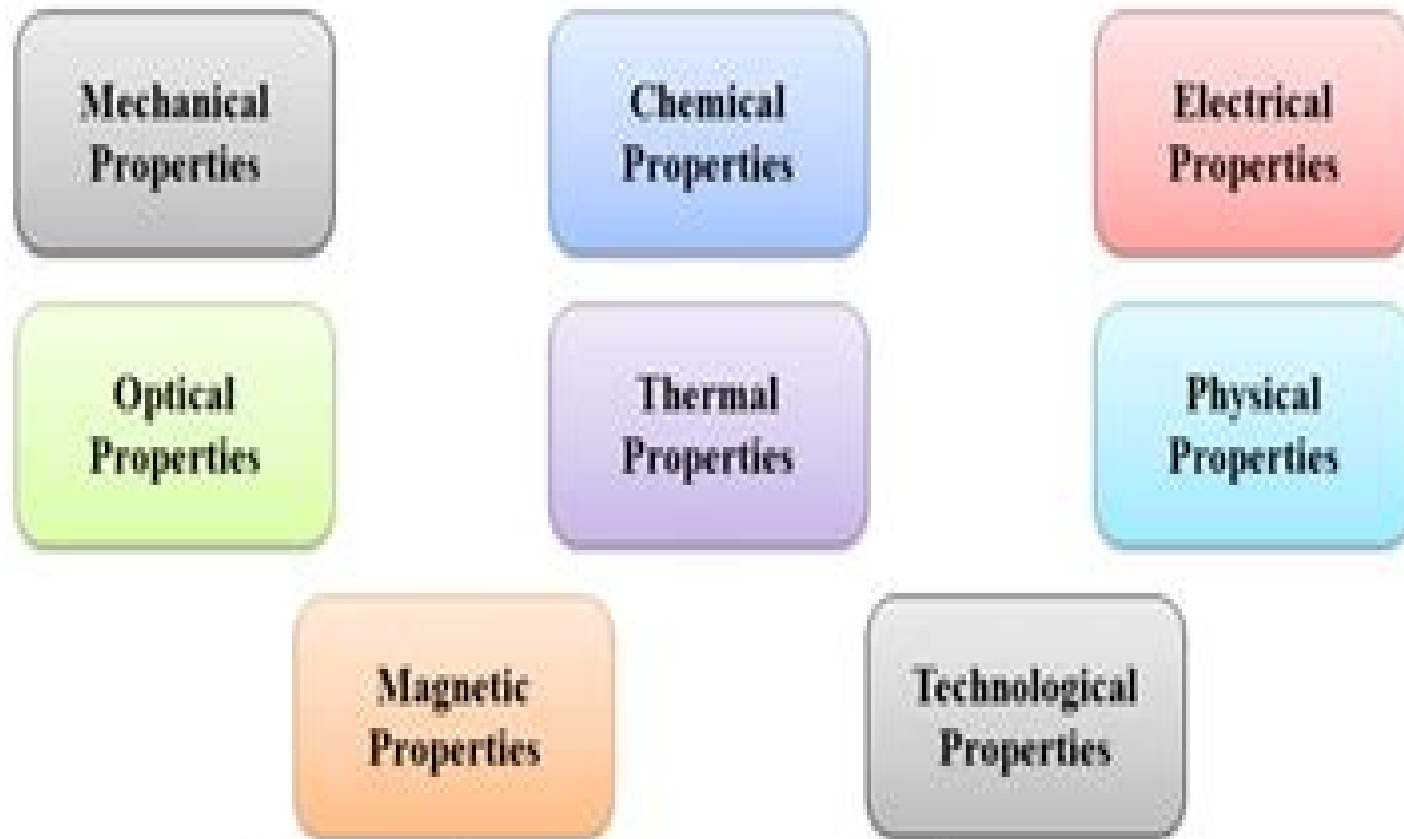 Mechanical
Properties
Chemical
Properties
Electrical
Properties
Optical
Properties
Thermal
Properties
Physical
Properties
Magnetic
Properties
Technological
Properties